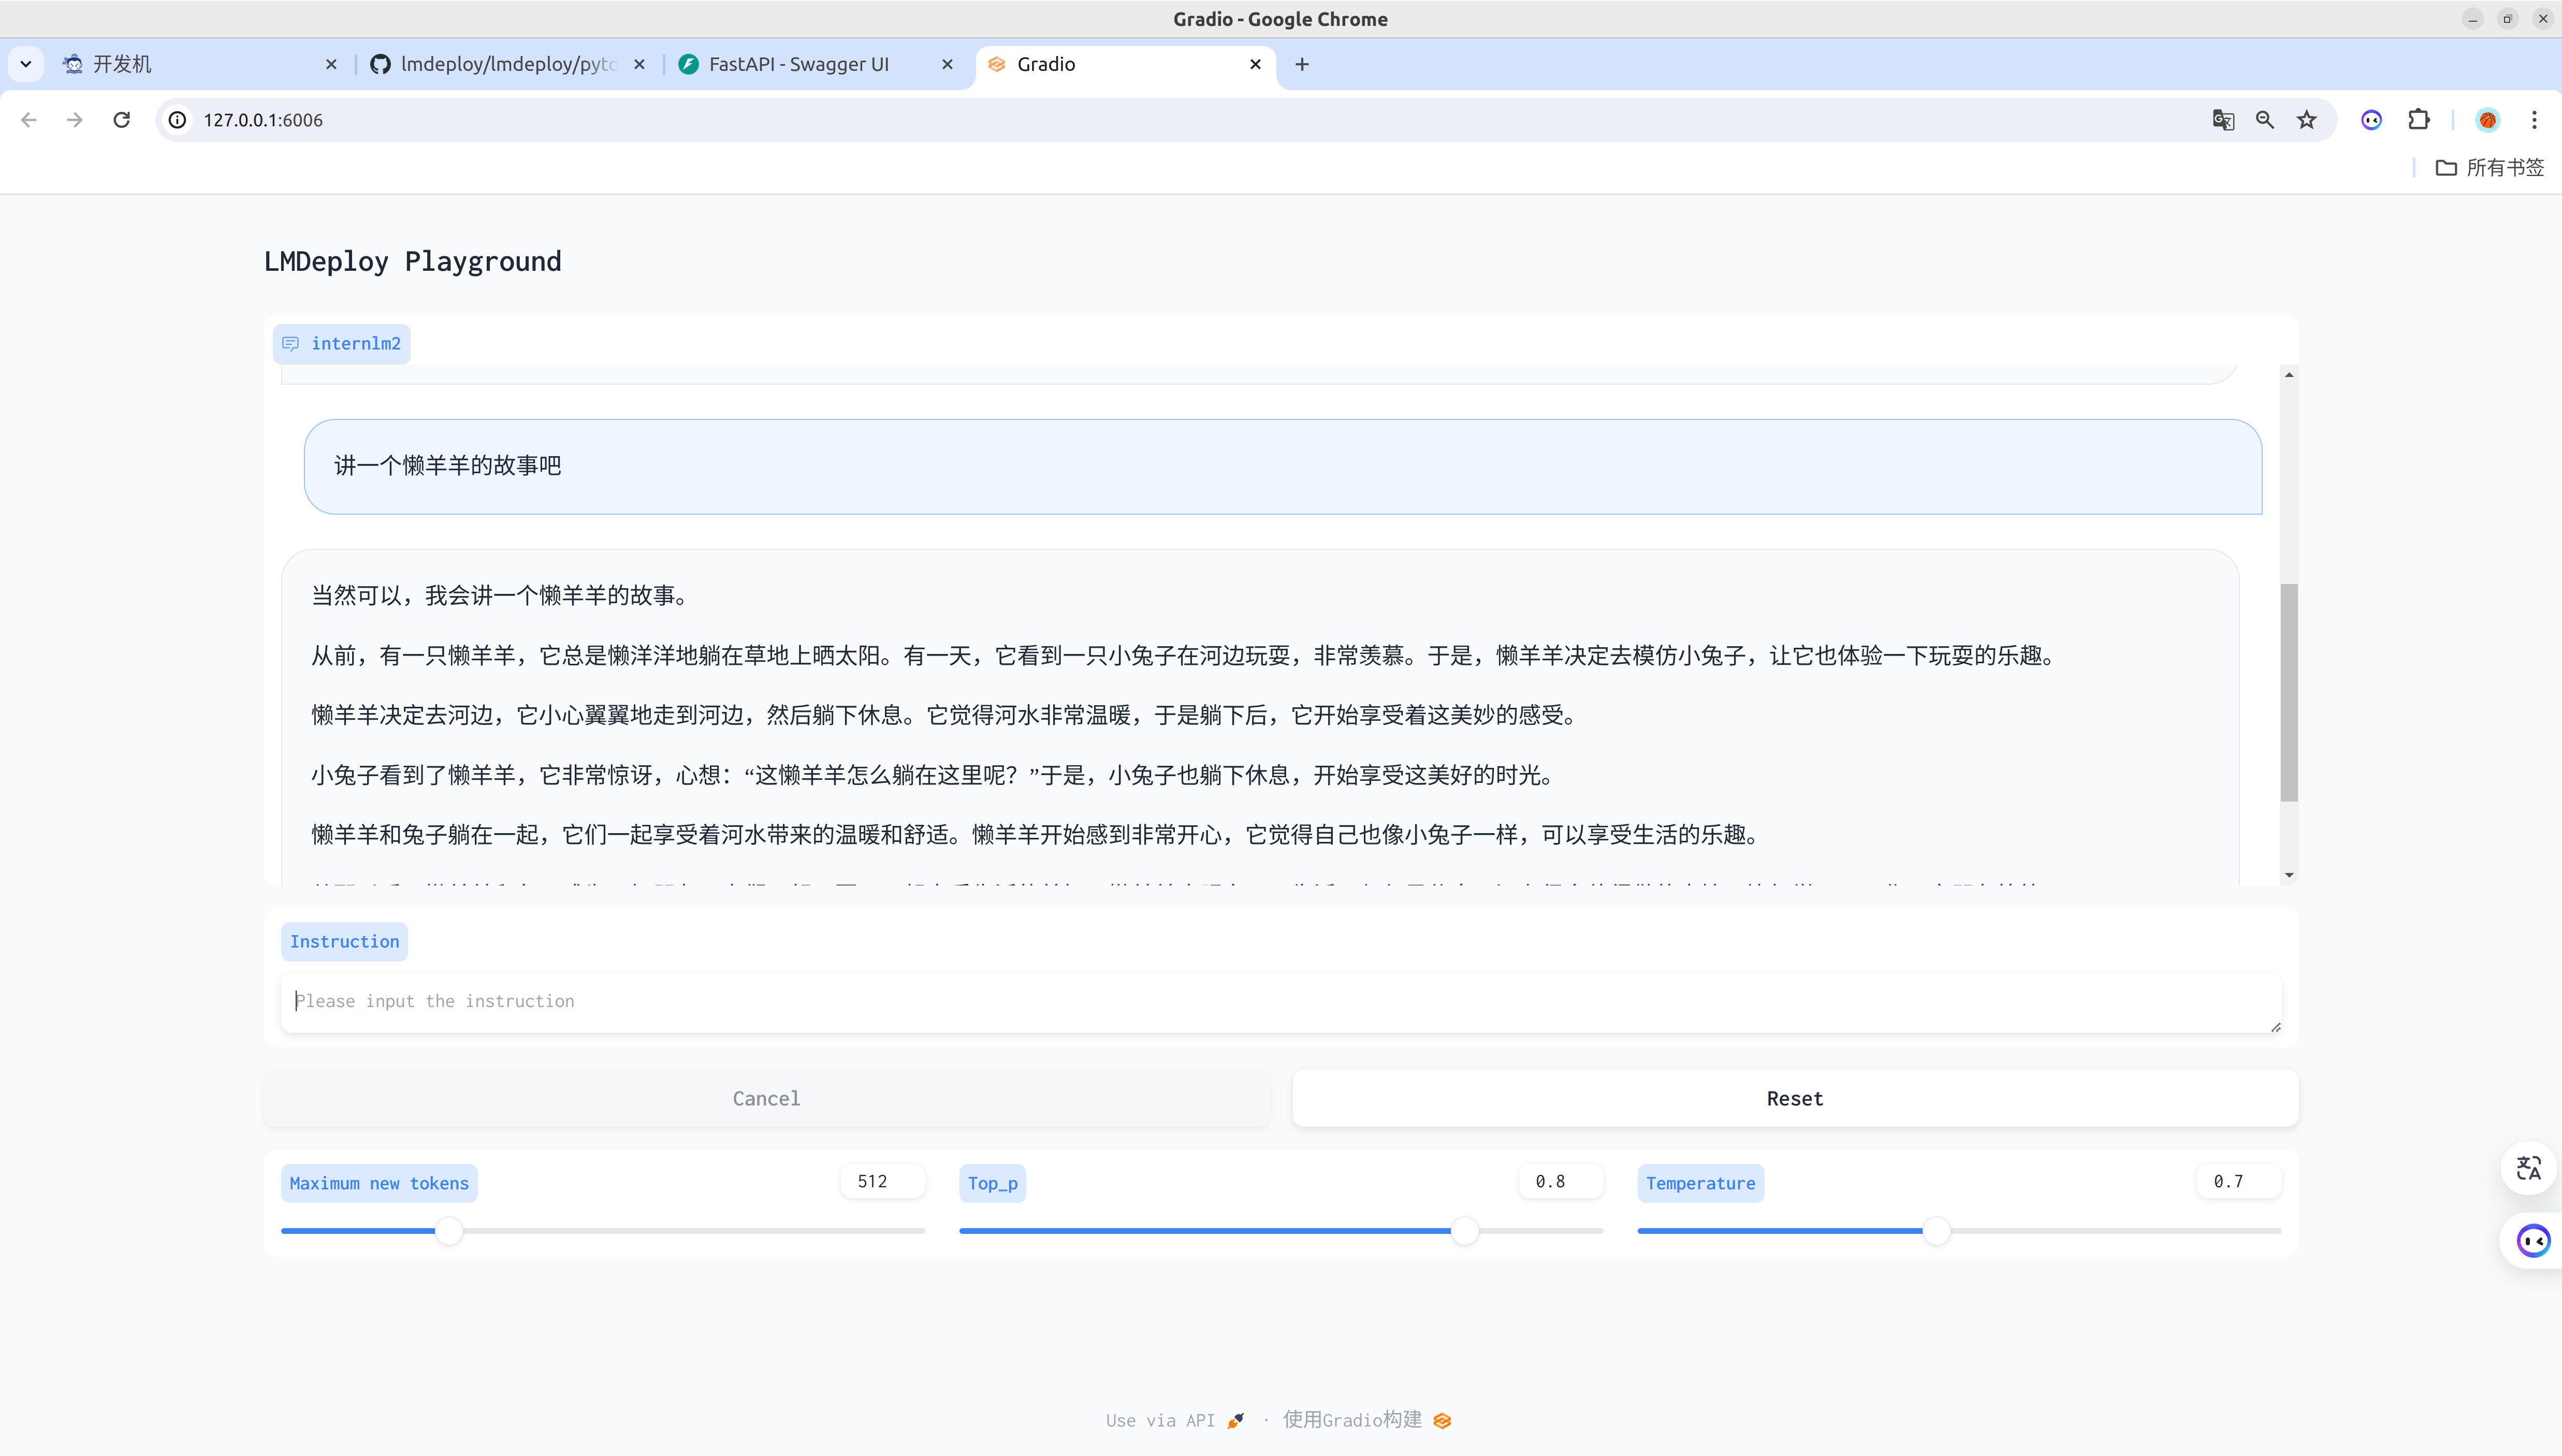 Gradio - Google Chrome
开发机
lmdeploy/lmdeploy/pyto
FastAPI - Swagger UI
Gradio
127.0.0.1:6006
所有书签
LMDeploy Playground
internlm2
讲一个懒羊羊的故事吧
当然可以，我会讲一个懒羊羊的故事。
从前，有一只懒羊羊，它总是懒洋洋地躺在草地上晒太阳。有一天，它看到一只小兔子在河边玩耍，非常羡慕。于是，懒羊羊决定去模仿小兔子，让它也体验一下玩耍的乐趣。
懒羊羊决定去河边，它小心翼翼地走到河边，然后躺下休息。它觉得河水非常温暖，于是躺下后，它开始享受着这美妙的感受。
小兔子看到了懒羊羊，它非常惊讶，心想：“这懒羊羊怎么躺在这里呢？”于是，小兔子也躺下休息，开始享受这美好的时光。
懒羊羊和兔子躺在一起，它们一起享受着河水带来的温暖和舒适。懒羊羊开始感到非常开心，它觉得自己也像小兔子一样，可以享受生活的乐趣。
Instruction
Please input the instruction
Cancel
Reset
Maximum new tokens
512
Top_p
0.8
Temperature
0.7
Use via API
·
使用Gradio构建